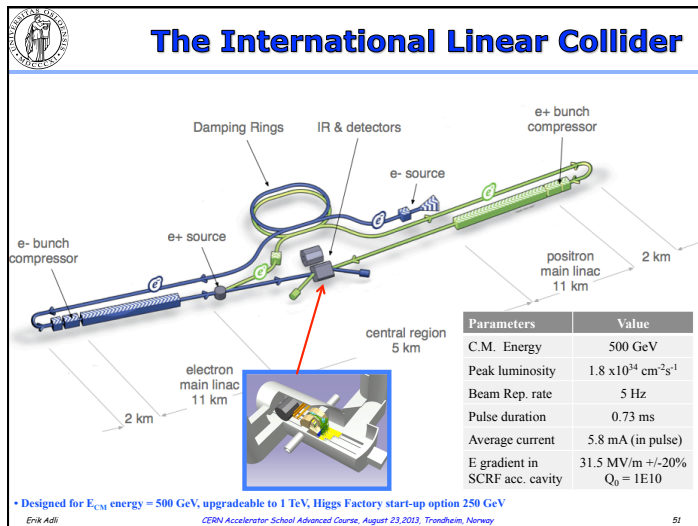 UNIVERSITAS OSLOENSIS
MDCCCXI
The International Linear Collider
Damping Rings
IR & detectors
e+ bunch
compressor
e- source
e+ source
e- bunch
compressor
positron
main linac
11 km
2 km
central region
5 km
electron
main linac
11 km
2 km
Parameters Value
C.M. Energy 500 GeV
Peak luminosity 1.8 x10³⁴ cm⁻²s⁻¹
Beam Rep. rate 5 Hz
Pulse duration 0.73 ms
Average current 5.8 mA (in pulse)
E gradient in 31.5 MV/m +/-20%
SCRF acc. cavity Q₀ = 1E10
• Designed for E_CM energy = 500 GeV, upgradeable to 1 TeV, Higgs Factory start-up option 250 GeV
Erik Adli CERN Accelerator School Advanced Course, August 23,2013, Trondheim, Norway 51